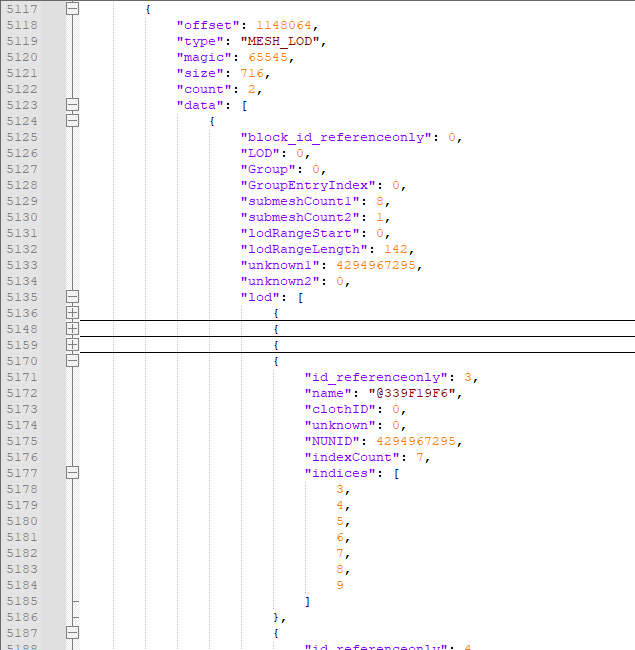 5117 {
5118 "offset": 1148064,
5119 "type": "MESH_LOD",
5120 "magic": 65545,
5121 "size": 716,
5122 "count": 2,
5123 "data": [
5124 {
5125 "block_id_referenceonly": 0,
5126 "LOD": 0,
5127 "Group": 0,
5128 "GroupEntryIndex": 0,
5129 "submeshCount1": 8,
5130 "submeshCount2": 1,
5131 "lodRangeStart": 0,
5132 "lodRangeLength": 142,
5133 "unknown1": 4294967295,
5134 "unknown2": 0,
5135 "lod": [
5136 {
5148 {
5159 {
5170 {
5171 "id_referenceonly": 3,
5172 "name": "@339F19F6",
5173 "clothID": 0,
5174 "unknown": 0,
5175 "NUNID": 4294967295,
5176 "indexCount": 7,
5177 "indices": [
5178 3,
5179 4,
5180 5,
5181 6,
5182 7,
5183 8,
5184 9
5185 ]
5186 },
5187 {
5188 "id_referenceonly": 4